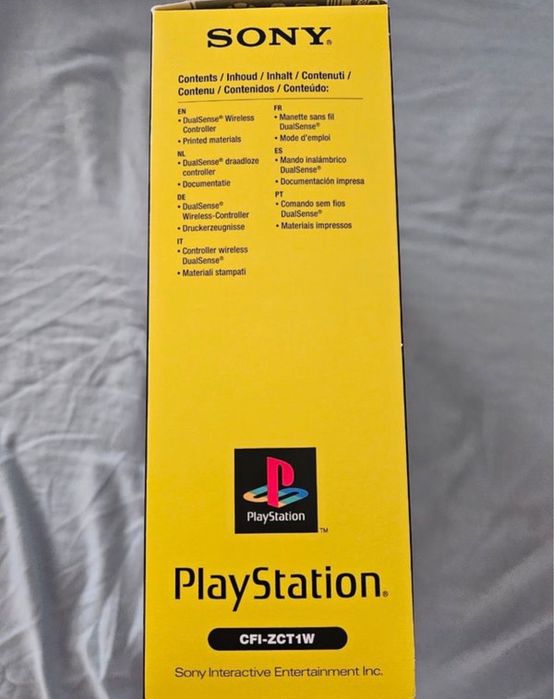 SONY®
Contents / Inhoud / Inhalt / Contenuti /
Contenu / Contenidos / Conteúdo:
EN
• DualSense® Wireless
Controller
• Printed materials
NL
• DualSense® draadloze
controller
• Documentatie
DE
• DualSense®
Wireless-Controller
• Druckerzeugnisse
IT
• Controller wireless
DualSense®
• Materiali stampati
FR
• Manette sans fil
DualSense®
• Mode d'emploi
ES
• Mando inalámbrico
DualSense®
• Documentación impresa
PT
• Comando sem fios
DualSense®
• Materiais impressos
PlayStation
TM
PlayStation®
CFI-ZCT1W
Sony Interactive Entertainment Inc.